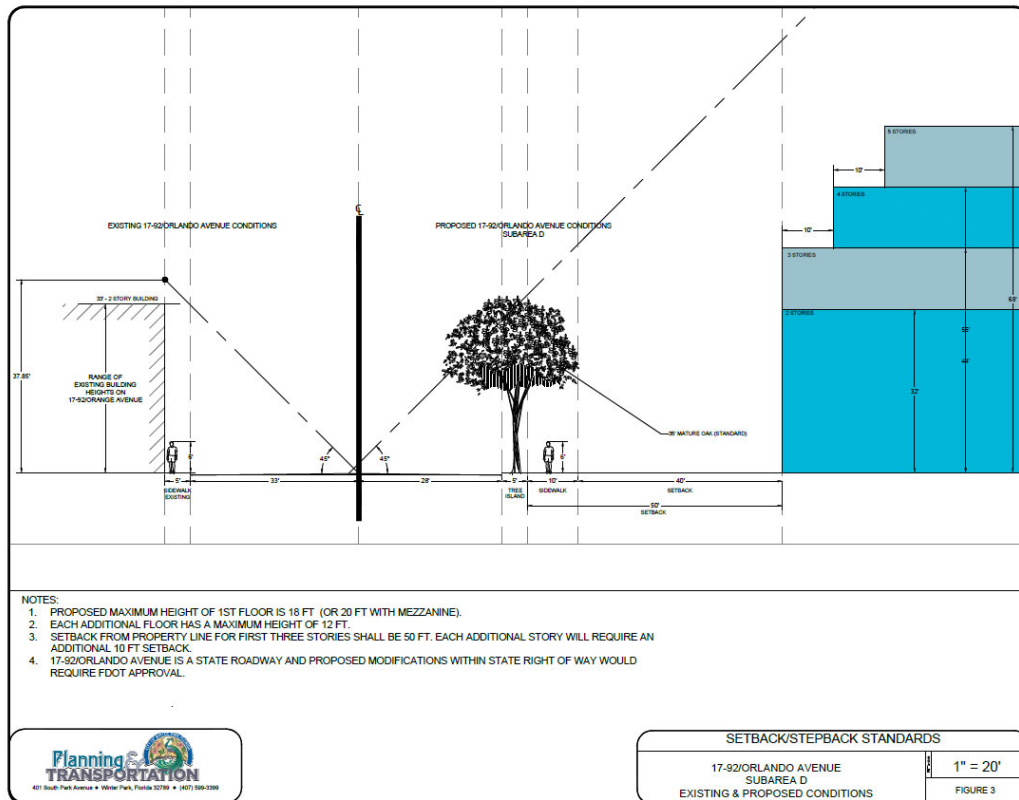 5 STORIES
10'
4 STORIES
EXISTING 17-92/ORLANDO AVENUE CONDITIONS
PROPOSED 17-92/ORLANDO AVENUE CONDITIONS
SUBAREA D
10'
3 STORIES
33' - 2 STORY BUILDING
68'
2 STORIES
55'
37.85'
RANGE OF
EXISTING BUILDING
HEIGHTS ON
17-92/ORANGE AVENUE
44'
32'
35' MATURE OAK (STANDARD)
6'
45°
45°
6'
5'
33'
28'
5'
10'
40'
SIDEWALK
EXISTING
TREE
ISLAND
SIDEWALK
SETBACK
50'
SETBACK
NOTES:
1. PROPOSED MAXIMUM HEIGHT OF 1ST FLOOR IS 18 FT (OR 20 FT WITH MEZZANINE).
2. EACH ADDITIONAL FLOOR HAS A MAXIMUM HEIGHT OF 12 FT.
3. SETBACK FROM PROPERTY LINE FOR FIRST THREE STORIES SHALL BE 50 FT. EACH ADDITIONAL STORY WILL REQUIRE AN
ADDITIONAL 10 FT SETBACK.
4. 17-92/ORLANDO AVENUE IS A STATE ROADWAY AND PROPOSED MODIFICATIONS WITHIN STATE RIGHT OF WAY WOULD
REQUIRE FDOT APPROVAL.
Planning &
TRANSPORTATION
401 South Park Avenue • Winter Park, Florida 32789 • (407) 599-3399
SETBACK/STEPBACK STANDARDS
17-92/ORLANDO AVENUE
SUBAREA D
EXISTING & PROPOSED CONDITIONS
1" = 20'
FIGURE 3